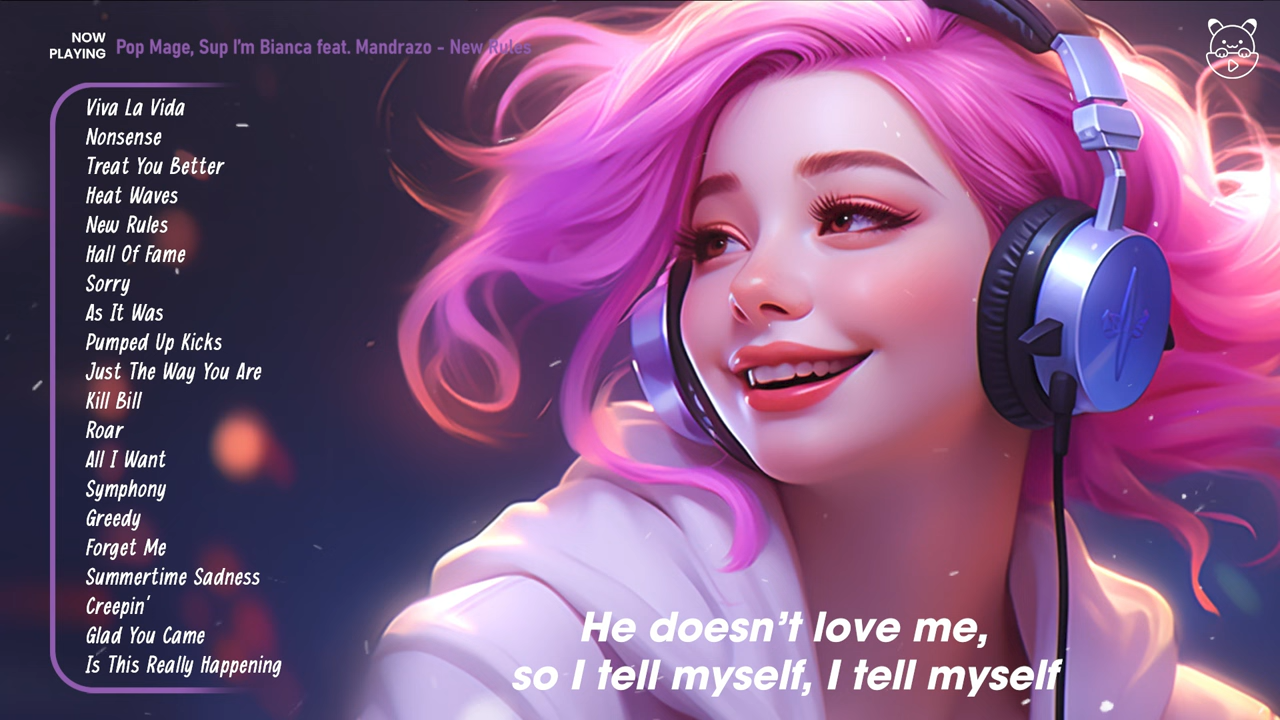 NOW
PLAYING
Pop Mage, Sup I'm Bianca feat. Mandrazo - New Rules
Viva La Vida
Nonsense
Treat You Better
Heat Waves
New Rules
Hall Of Fame
Sorry
As It Was
Pumped Up Kicks
Just The Way You Are
Kill Bill
Roar
All I Want
Symphony
Greedy
Forget Me
Summertime Sadness
Creepin'
Glad You Came
Is This Really Happening
He doesn't love me,
so I tell myself, I tell myself